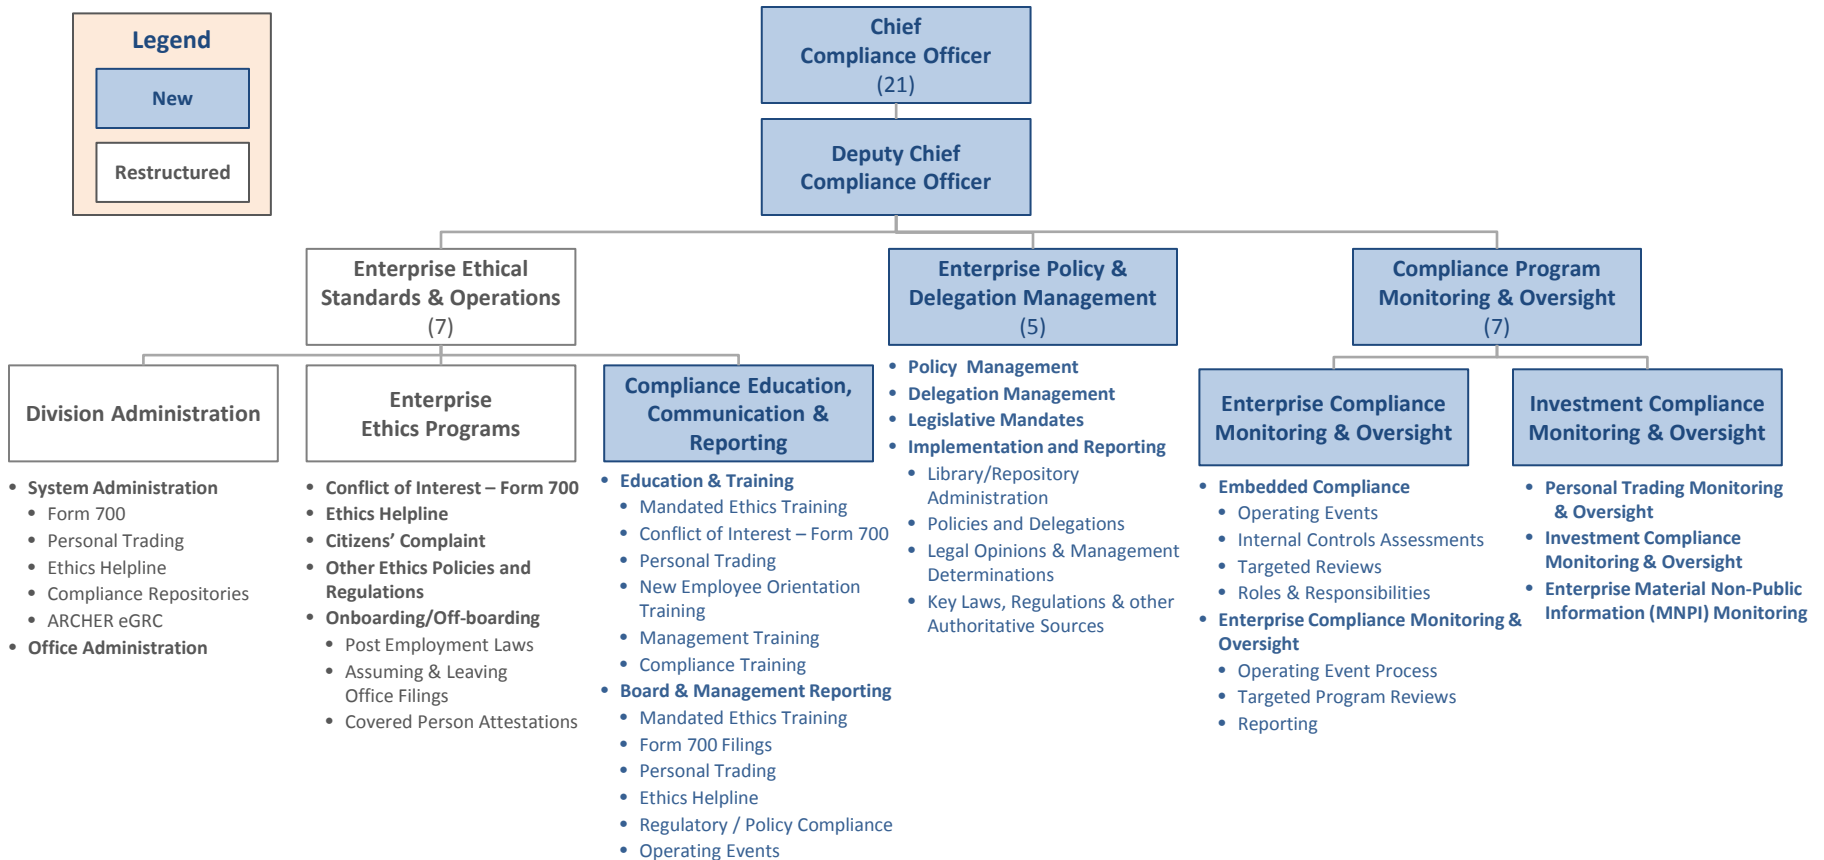 Legend
New
Restructured
Chief
Compliance Officer
(21)
Deputy Chief
Compliance Officer
Enterprise Ethical
Standards & Operations
(7)
Enterprise Policy &
Delegation Management
(5)
Compliance Program
Monitoring & Oversight
(7)
Division Administration
• System Administration
• Form 700
• Personal Trading
• Ethics Helpline
• Compliance Repositories
• ARCHER eGRC
• Office Administration
Enterprise
Ethics Programs
• Conflict of Interest – Form 700
• Ethics Helpline
• Citizens’ Complaint
• Other Ethics Policies and
Regulations
• Onboarding/Off-boarding
• Post Employment Laws
• Assuming & Leaving
Office Filings
• Covered Person Attestations
Compliance Education,
Communication &
Reporting
• Education & Training
• Mandated Ethics Training
• Conflict of Interest – Form 700
• Personal Trading
• New Employee Orientation
Training
• Management Training
• Compliance Training
• Board & Management Reporting
• Mandated Ethics Training
• Form 700 Filings
• Personal Trading
• Ethics Helpline
• Regulatory / Policy Compliance
• Operating Events
• Policy Management
• Delegation Management
• Legislative Mandates
• Implementation and Reporting
• Library/Repository
Administration
• Policies and Delegations
• Legal Opinions & Management
Determinations
• Key Laws, Regulations & other
Authoritative Sources
Enterprise Compliance
Monitoring & Oversight
• Embedded Compliance
• Operating Events
• Internal Controls Assessments
• Targeted Reviews
• Roles & Responsibilities
• Enterprise Compliance Monitoring &
Oversight
• Operating Event Process
• Targeted Program Reviews
• Reporting
Investment Compliance
Monitoring & Oversight
• Personal Trading Monitoring
& Oversight
• Investment Compliance
Monitoring & Oversight
• Enterprise Material Non-Public
Information (MNPI) Monitoring